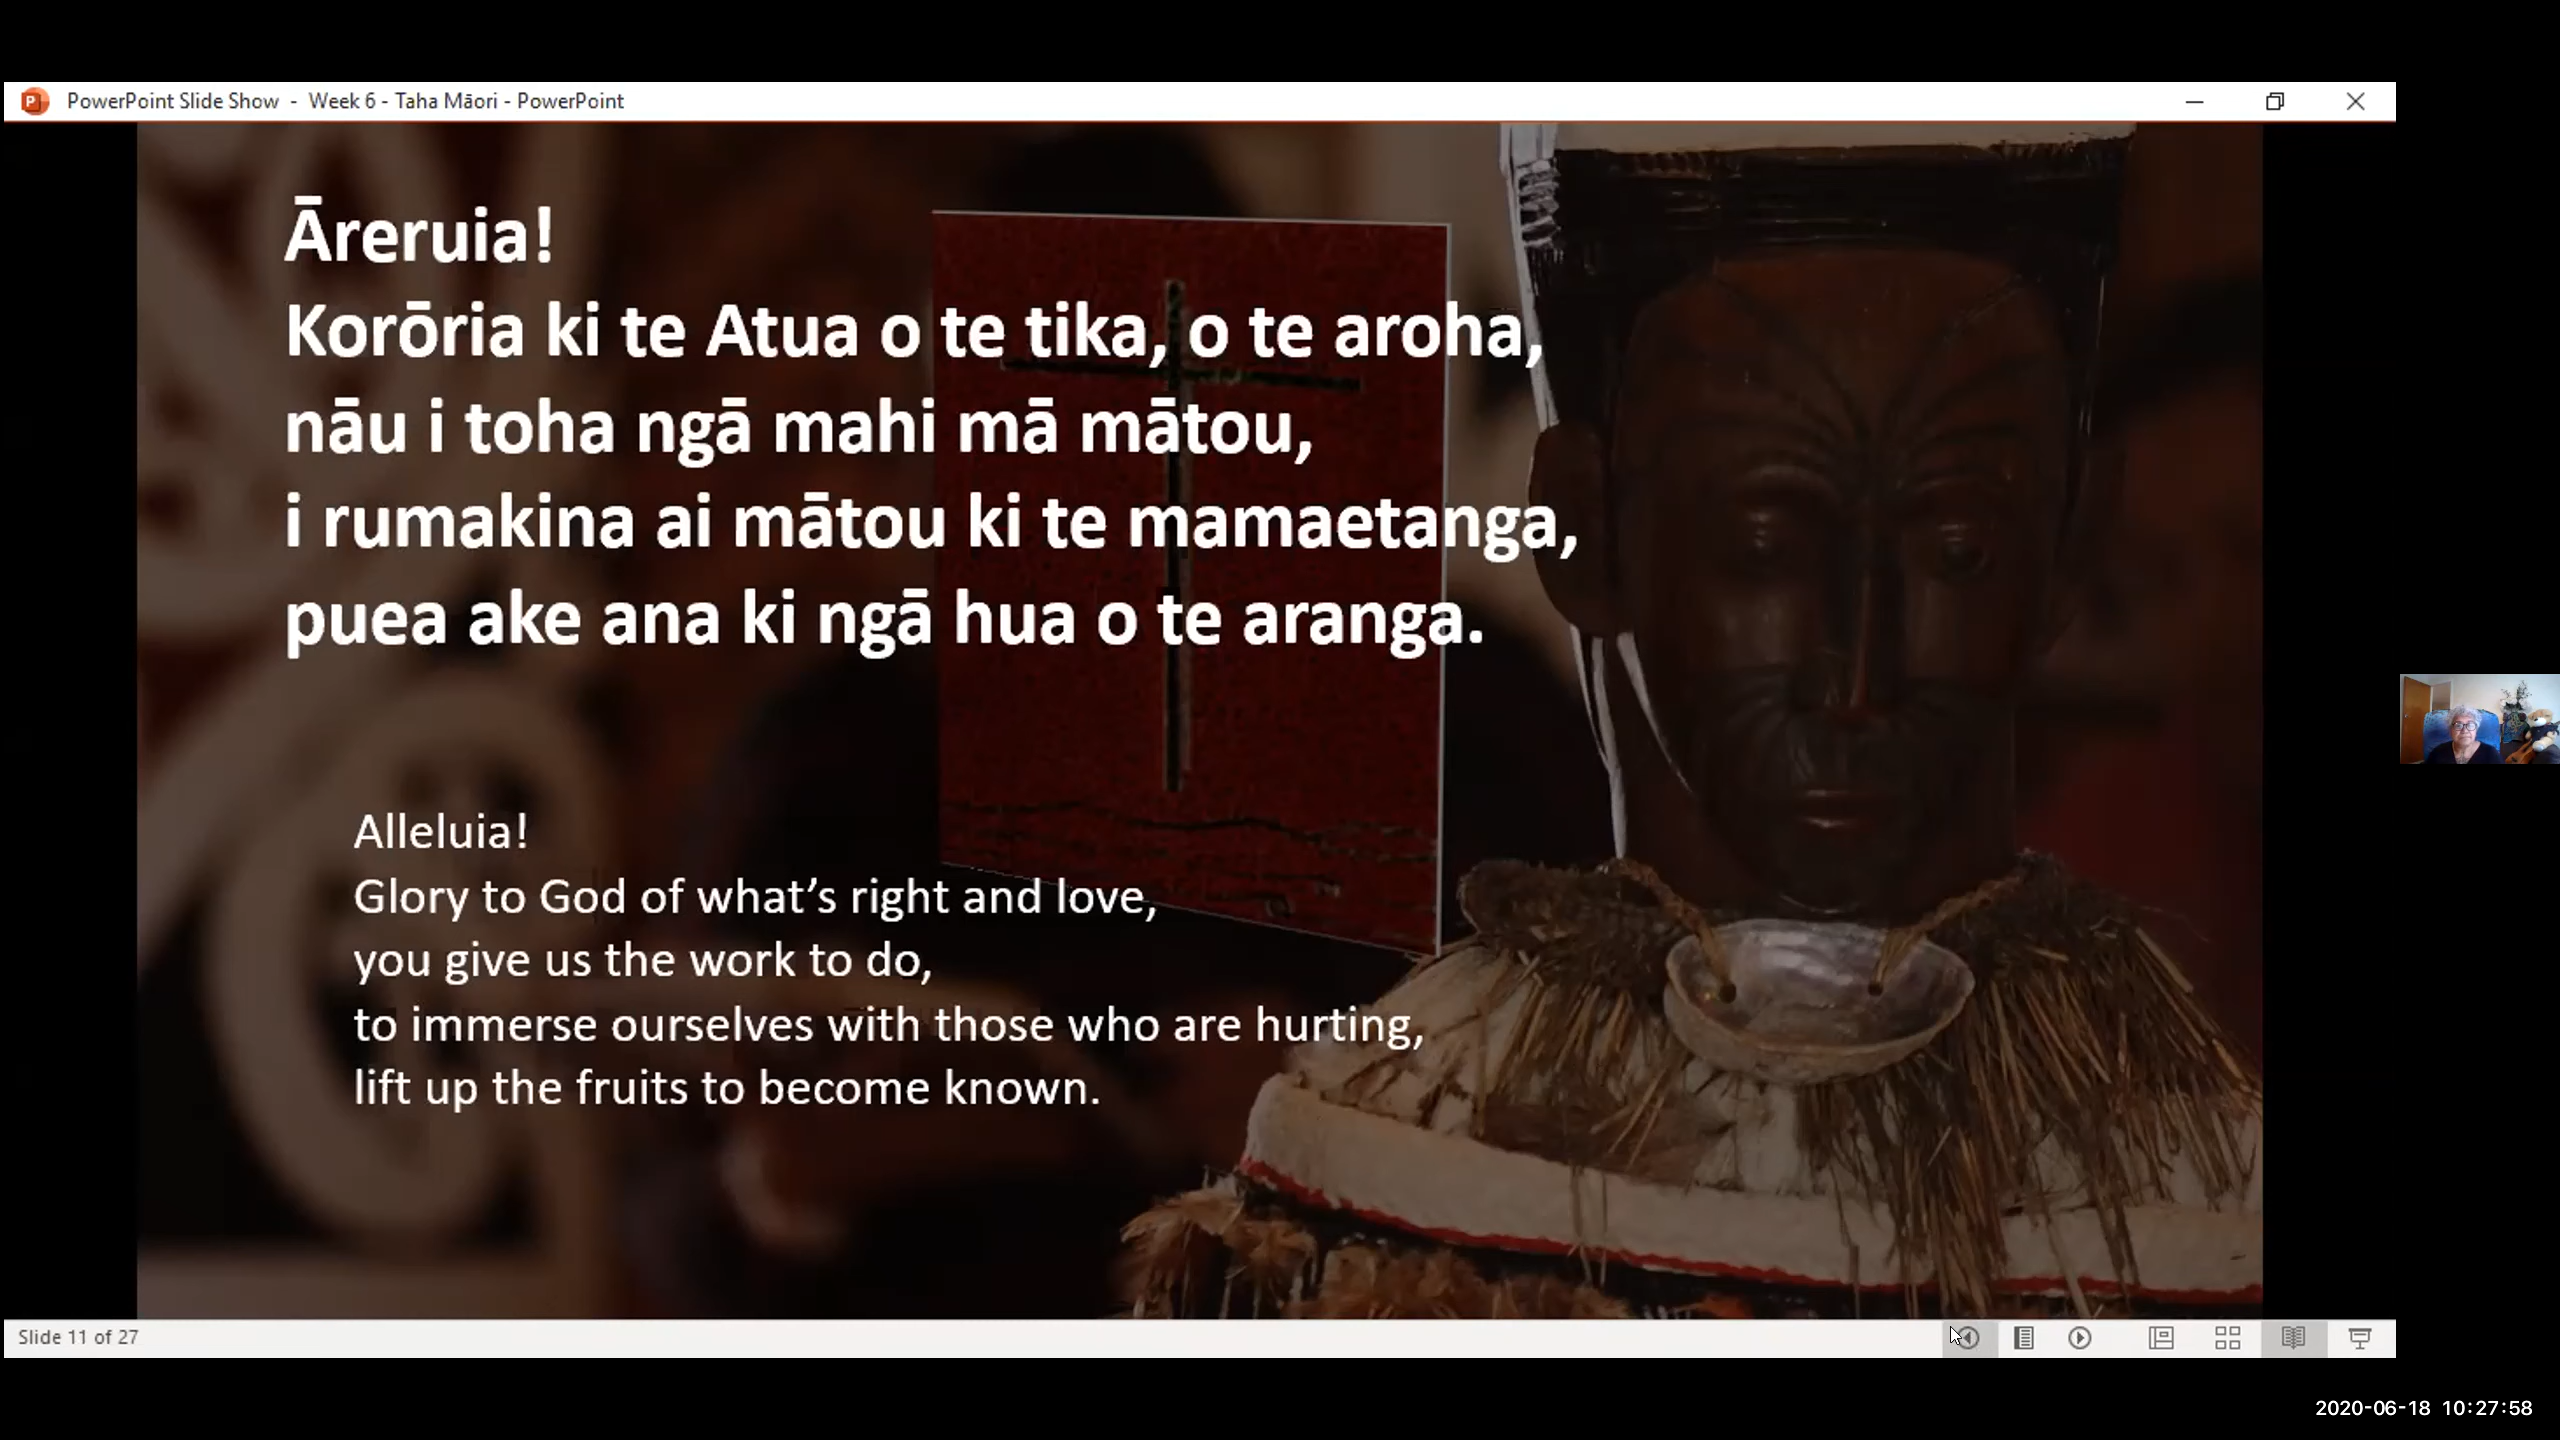 PowerPoint Slide Show - Week 6 - Taha Māori - PowerPoint
Āreruia!
Korōria ki te Atua o te tika, o te aroha,
nāu i toha ngā mahi mā mātou,
i rumakina ai mātou ki te mamaetanga,
puea ake ana ki ngā hua o te aranga.
Alleluia!
Glory to God of what’s right and love,
you give us the work to do,
to immerse ourselves with those who are hurting,
lift up the fruits to become known.
Slide 11 of 27
2020-06-18 10:27:58